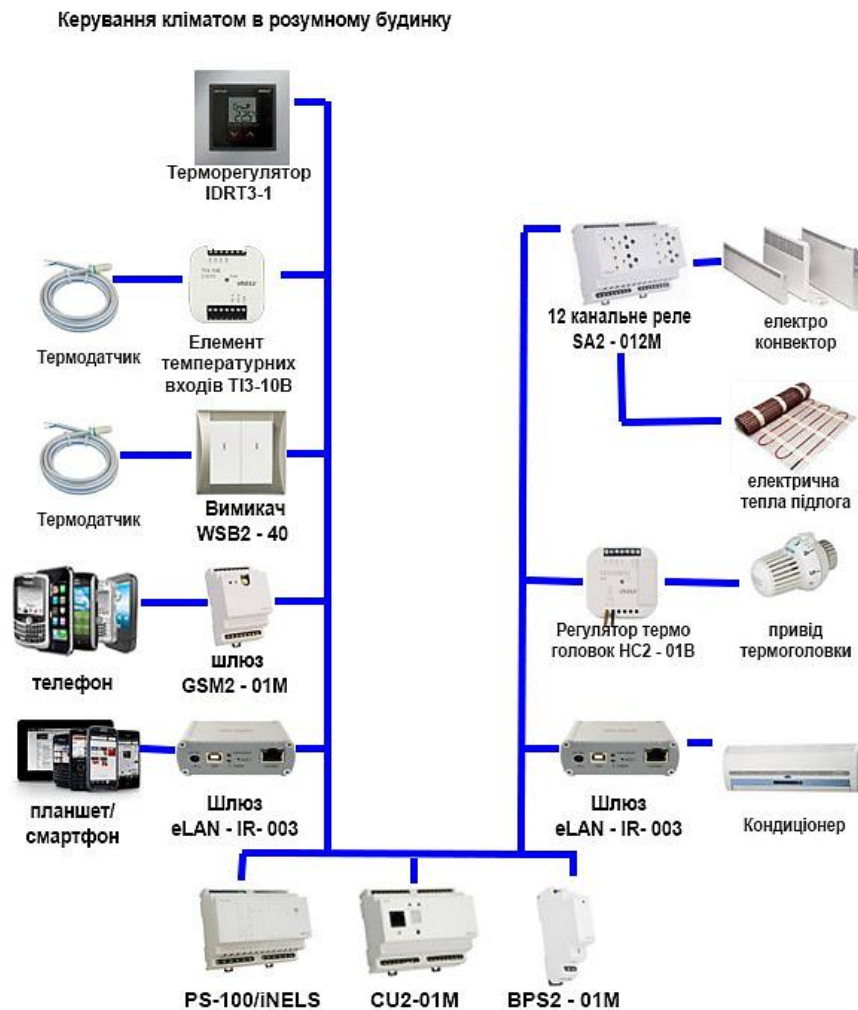 Керування кліматом в розумному будинку
Терморегулятор
IDRT3-1
Термодатчик
Елемент
температурних
входів TI3-10B
12 канальне реле
SA2 - 012M
електро
конвектор
Термодатчик
Вимикач
WSB2 - 40
електрична
тепла підлога
телефон
шлюз
GSM2 - 01M
Регулятор термо
головок HC2 - 01B
привід
термоголовки
планшет/
смартфон
Шлюз
eLAN - IR- 003
Шлюз
eLAN - IR- 003
Кондиціонер
PS-100/iNELS
CU2-01M
BPS2 - 01M